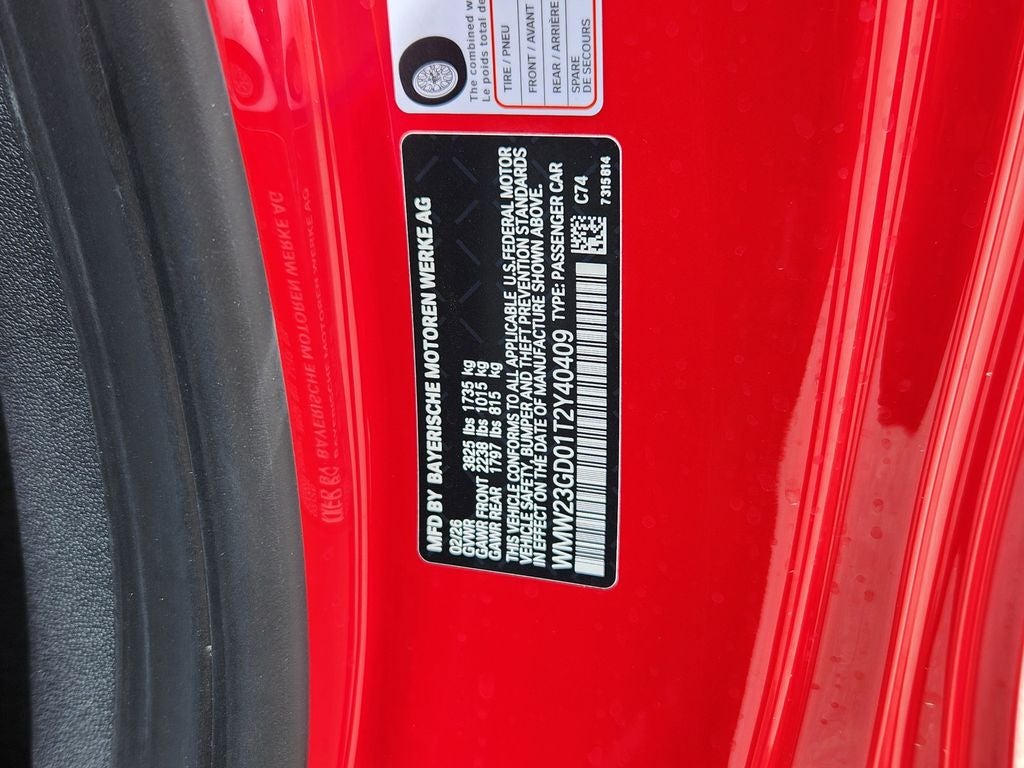 The combined w
Le poids total de
TIRE / PNEU
FRONT / AVANT
REAR / ARRIÈRE
SPARE
DE SECOURS
MFD BY BAYERISCHE MOTOREN WERKE AG
02/26
GVWR 3825 lbs 1735 kg
GAWR FRONT 2238 lbs 1015 kg
GAWR REAR 1797 lbs 815 kg
THIS VEHICLE CONFORMS TO ALL APPLICABLE U.S. FEDERAL MOTOR
VEHICLE SAFETY, BUMPER AND THEFT PREVENTION STANDARDS
IN EFFECT ON THE DATE OF MANUFACTURE SHOWN ABOVE.
WMW23GD01T2Y40409 TYPE: PASSENGER CAR
C74
7315814